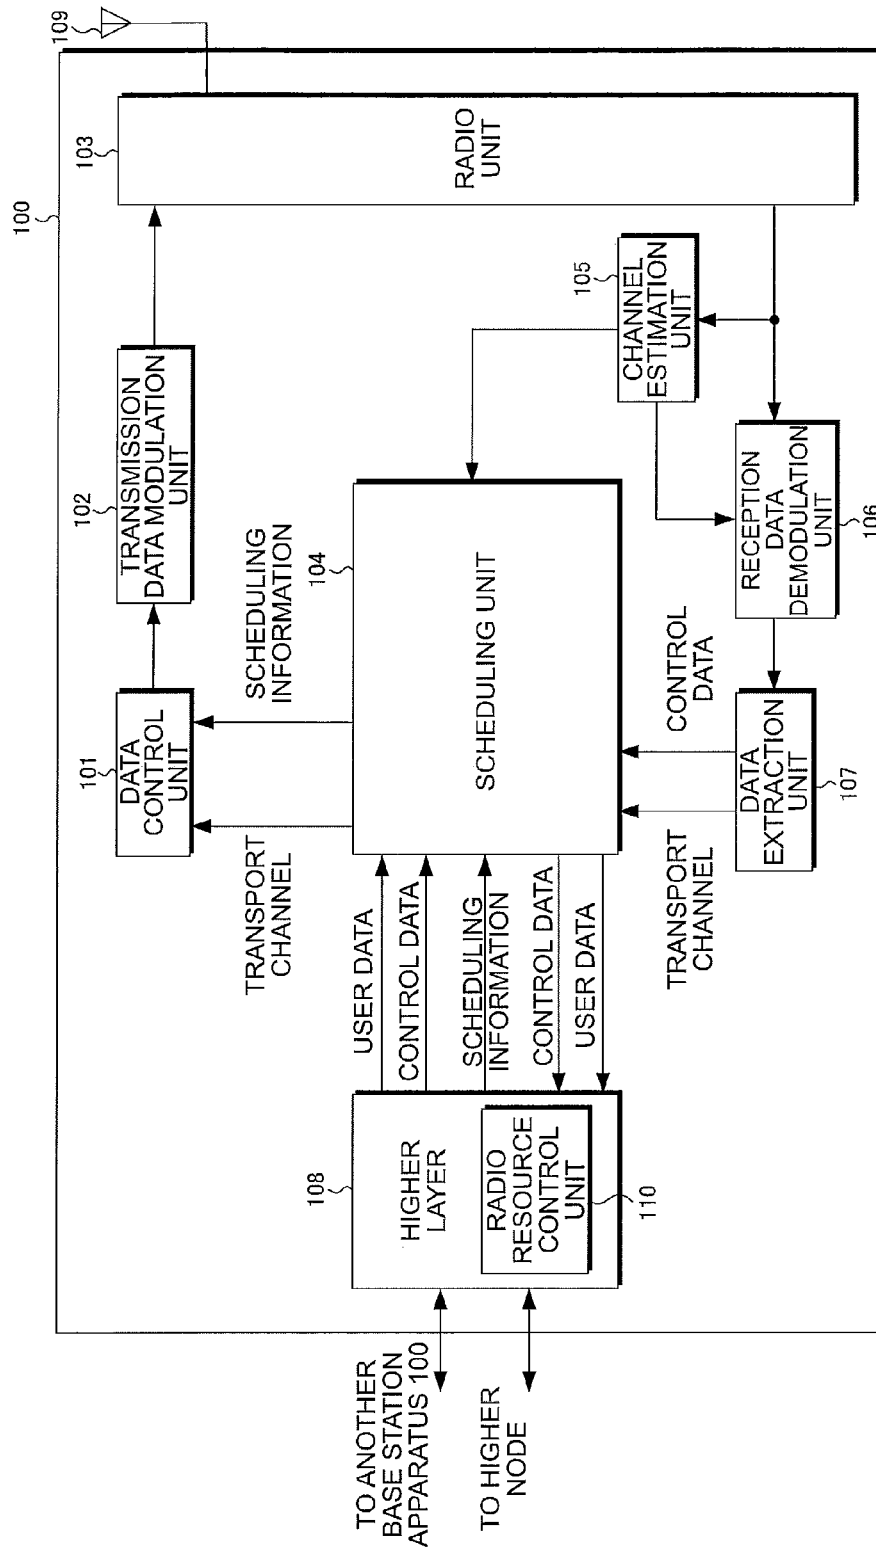 100
109
101
DATA
CONTROL
UNIT
102
TRANSMISSION
DATA MODULATION
UNIT
103
RADIO
UNIT
TRANSPORT
CHANNEL
SCHEDULING
INFORMATION
TO ANOTHER
BASE STATION
APPARATUS 100
TO HIGHER
NODE
108
HIGHER
LAYER
RADIO
RESOURCE
CONTROL
UNIT
110
USER DATA
CONTROL DATA
SCHEDULING
INFORMATION
CONTROL DATA
USER DATA
104
SCHEDULING UNIT
105
CHANNEL
ESTIMATION
UNIT
TRANSPORT
CHANNEL
CONTROL
DATA
DATA
EXTRACTION
UNIT
107
RECEPTION
DATA
DEMODULATION
UNIT
106